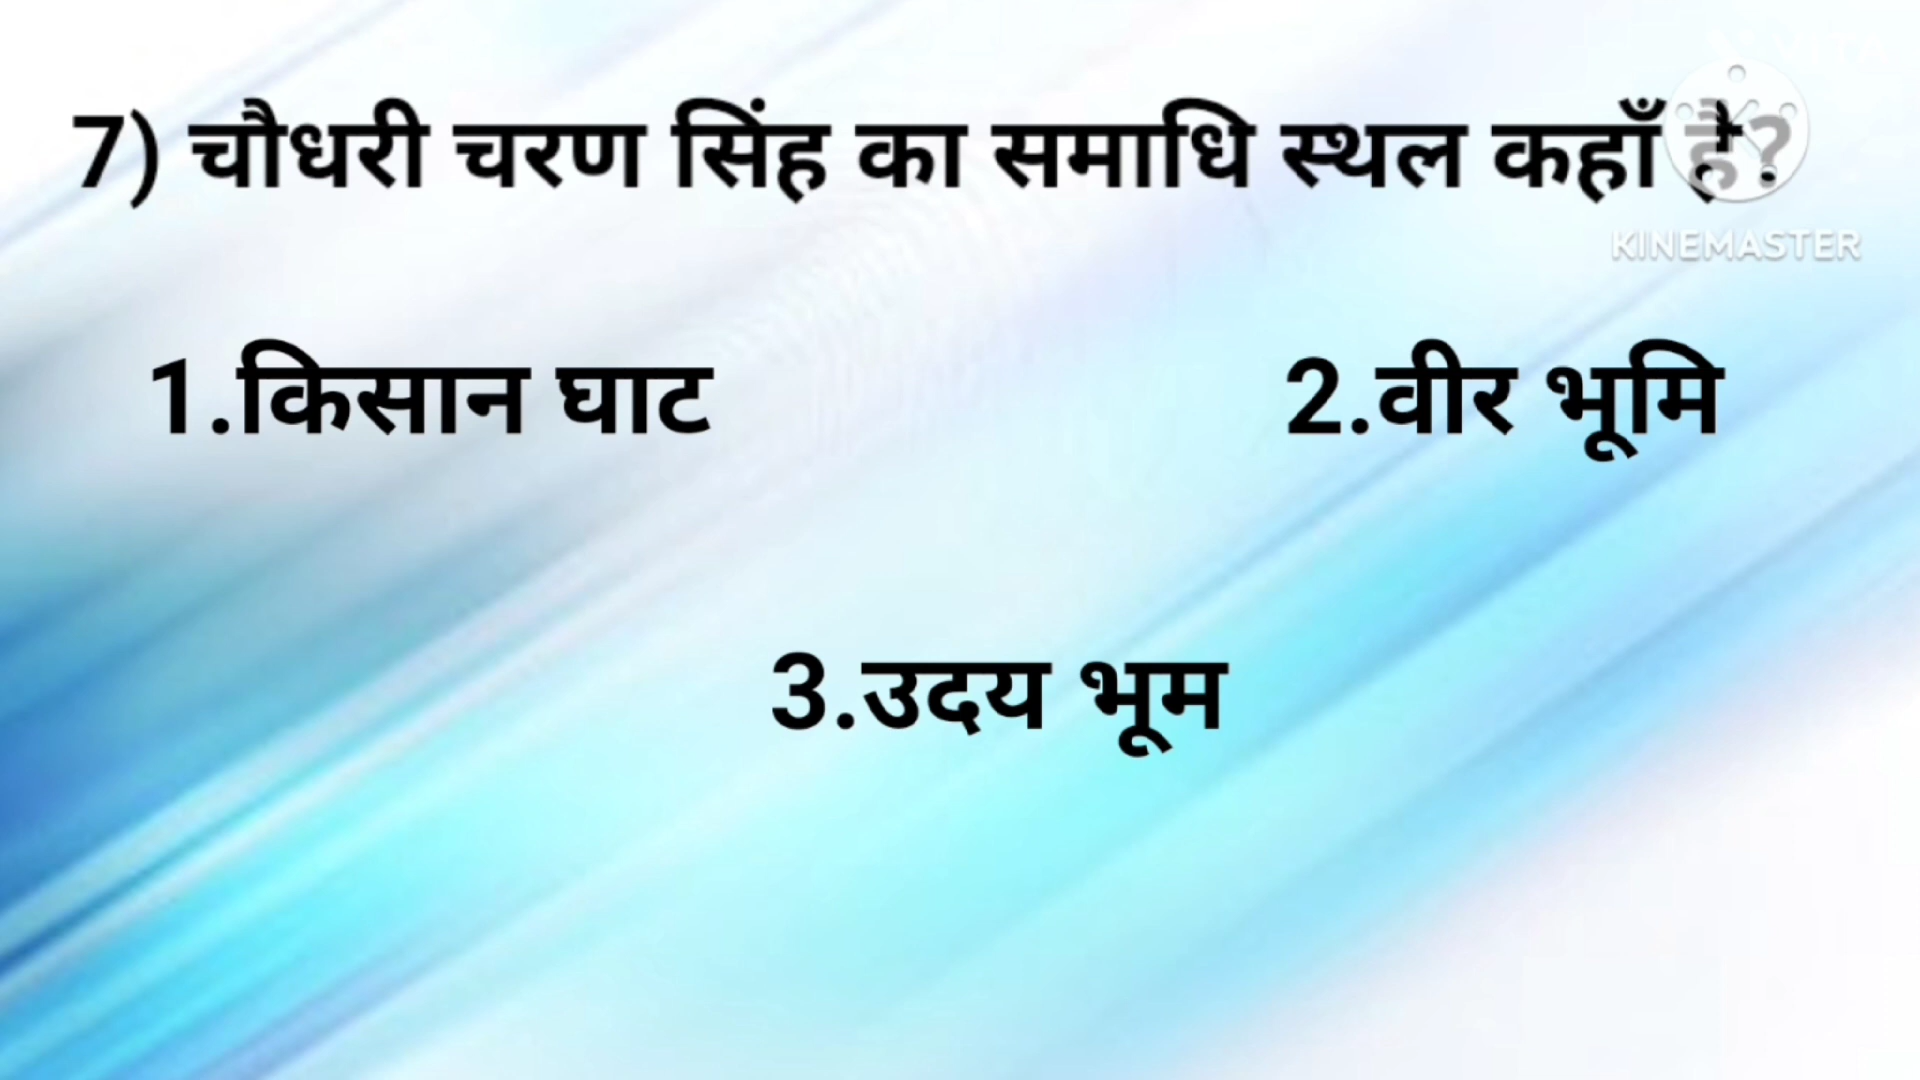 7) चौधरी चरण सिंह का समाधि स्थल कहाँ है?
KINEMASTER
1.किसान घाट
2.वीर भूमि
3.उदय भूम